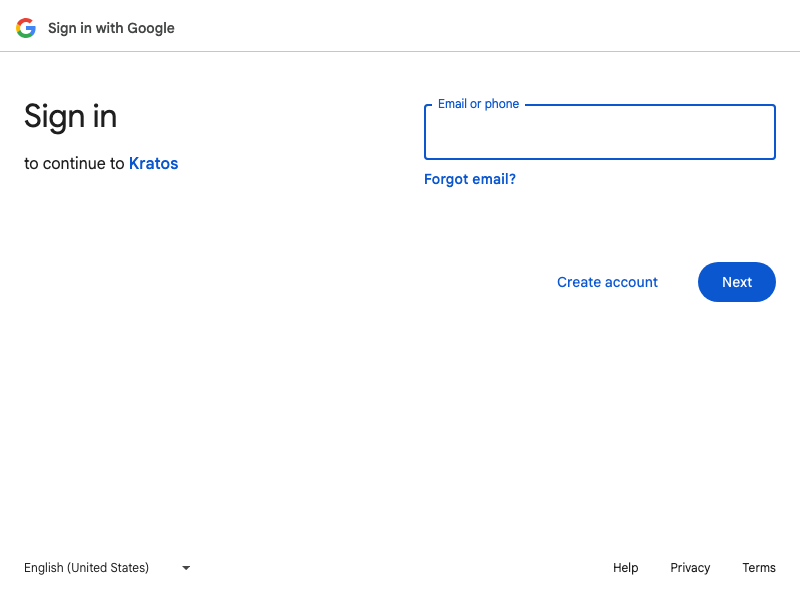 Sign in with Google
Sign in
to continue to Kratos
Email or phone
Forgot email?
Create account
Next
English (United States)
Help
Privacy
Terms